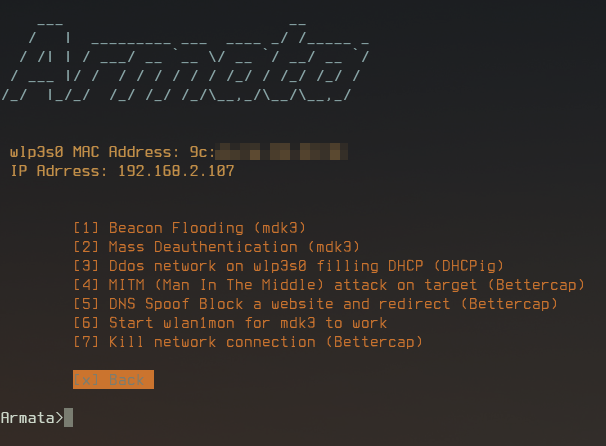 Armata
wlp3s0 MAC Address: 9c:
IP Adrress: 192.168.2.107
[1] Beacon Flooding (mdk3)
[2] Mass Deauthentication (mdk3)
[3] Ddos network on wlp3s0 filling DHCP (DHCPig)
[4] MITM (Man In The Middle) attack on target (Bettercap)
[5] DNS Spoof Block a website and redirect (Bettercap)
[6] Start wlan1mon for mdk3 to work
[7] Kill network connection (Bettercap)
[x] Back
Armata>